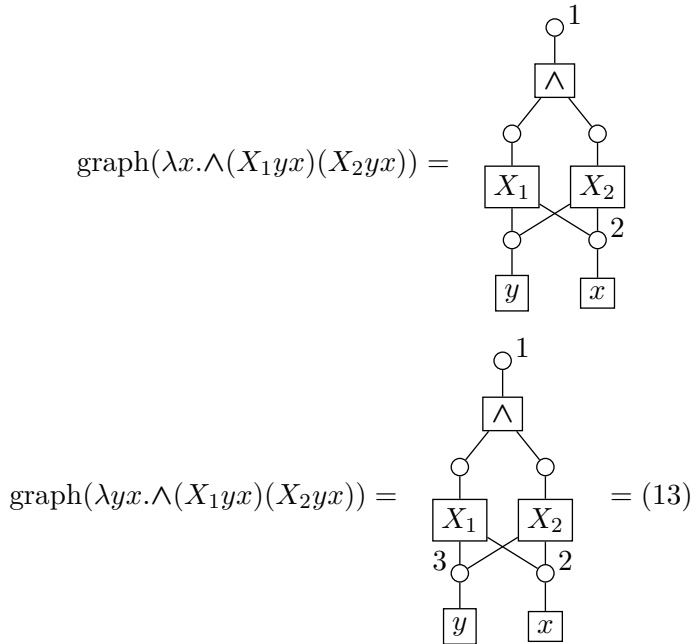 1
∧
graph(λx.∧(X₁yx)(X₂yx)) =
X₁ X₂
2
y x
1
∧
graph(λyx.∧(X₁yx)(X₂yx)) = X₁ X₂ = (13)
3 2
y x